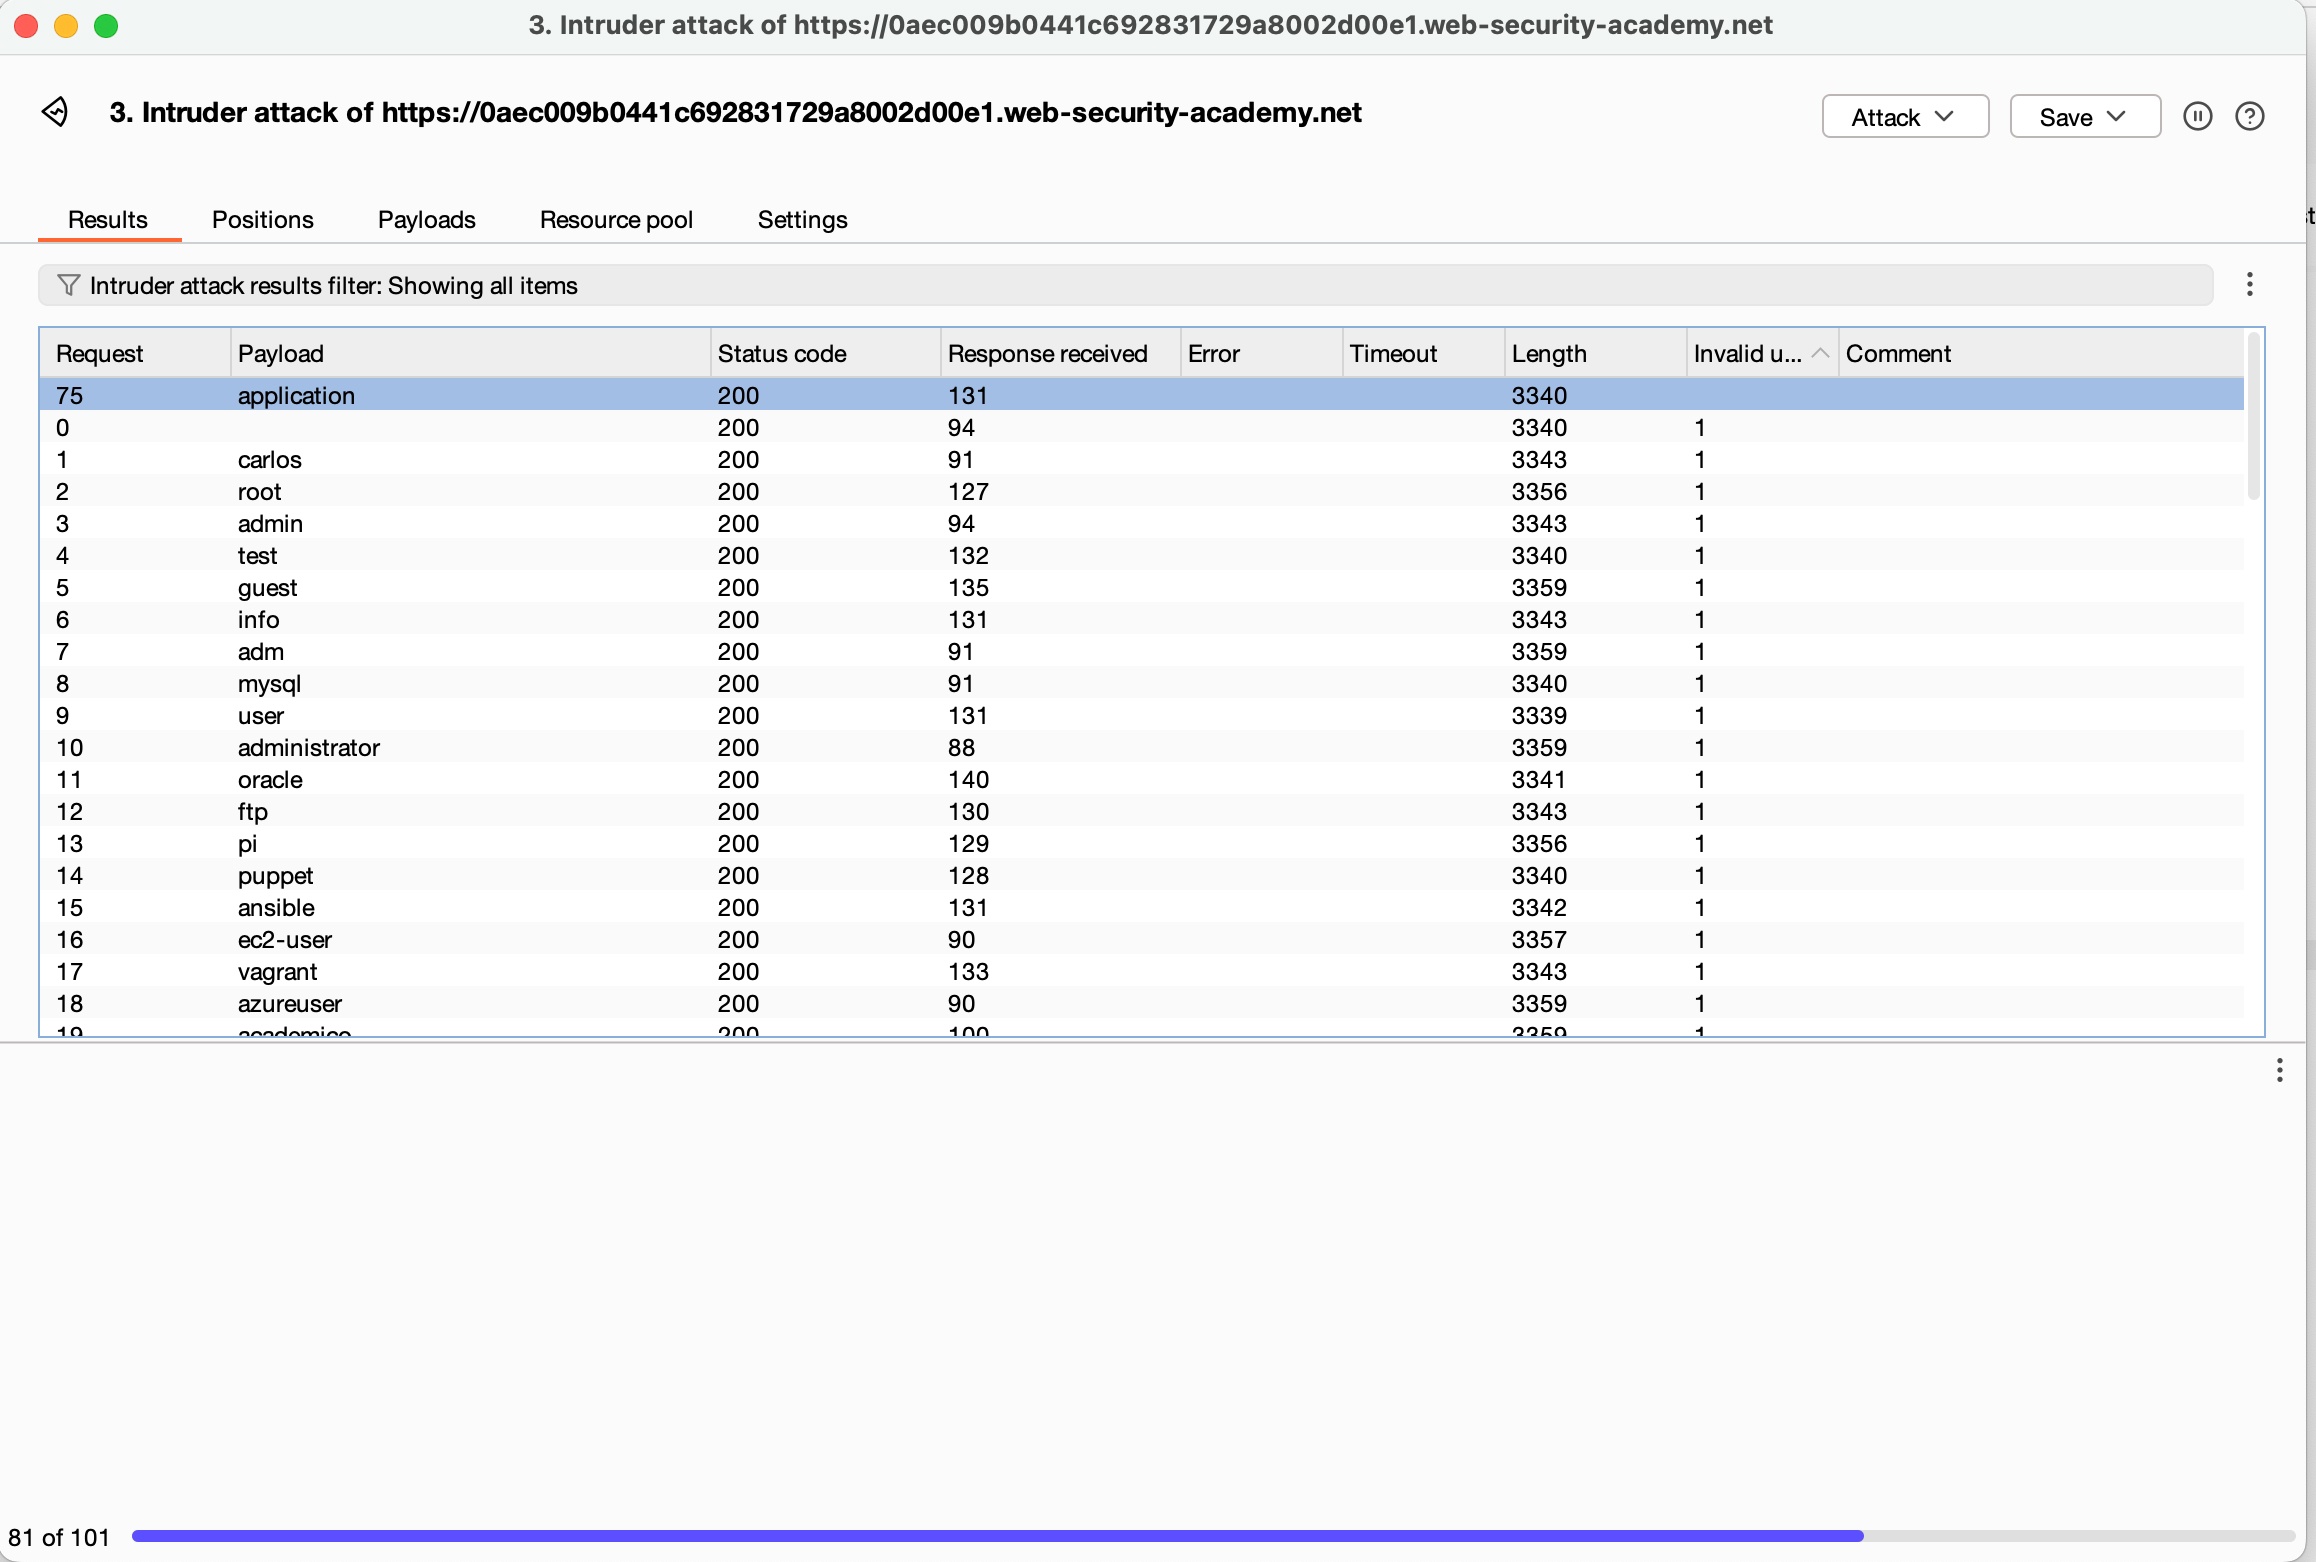 3. Intruder attack of https://0aec009b0441c692831729a8002d00e1.web-security-academy.net
3. Intruder attack of https://0aec009b0441c692831729a8002d00e1.web-security-academy.net
Attack Save
Results Positions Payloads Resource pool Settings
Intruder attack results filter: Showing all items
Request Payload Status code Response received Error Timeout Length Invalid u... Comment
75 application 200 131 3340
0 200 94 3340 1
1 carlos 200 91 3343 1
2 root 200 127 3356 1
3 admin 200 94 3343 1
4 test 200 132 3340 1
5 guest 200 135 3359 1
6 info 200 131 3343 1
7 adm 200 91 3359 1
8 mysql 200 91 3340 1
9 user 200 131 3339 1
10 administrator 200 88 3359 1
11 oracle 200 140 3341 1
12 ftp 200 130 3343 1
13 pi 200 129 3356 1
14 puppet 200 128 3340 1
15 ansible 200 131 3342 1
16 ec2-user 200 90 3357 1
17 vagrant 200 133 3343 1
18 azureuser 200 90 3359 1
19 academico 200 100 3359 1
81 of 101